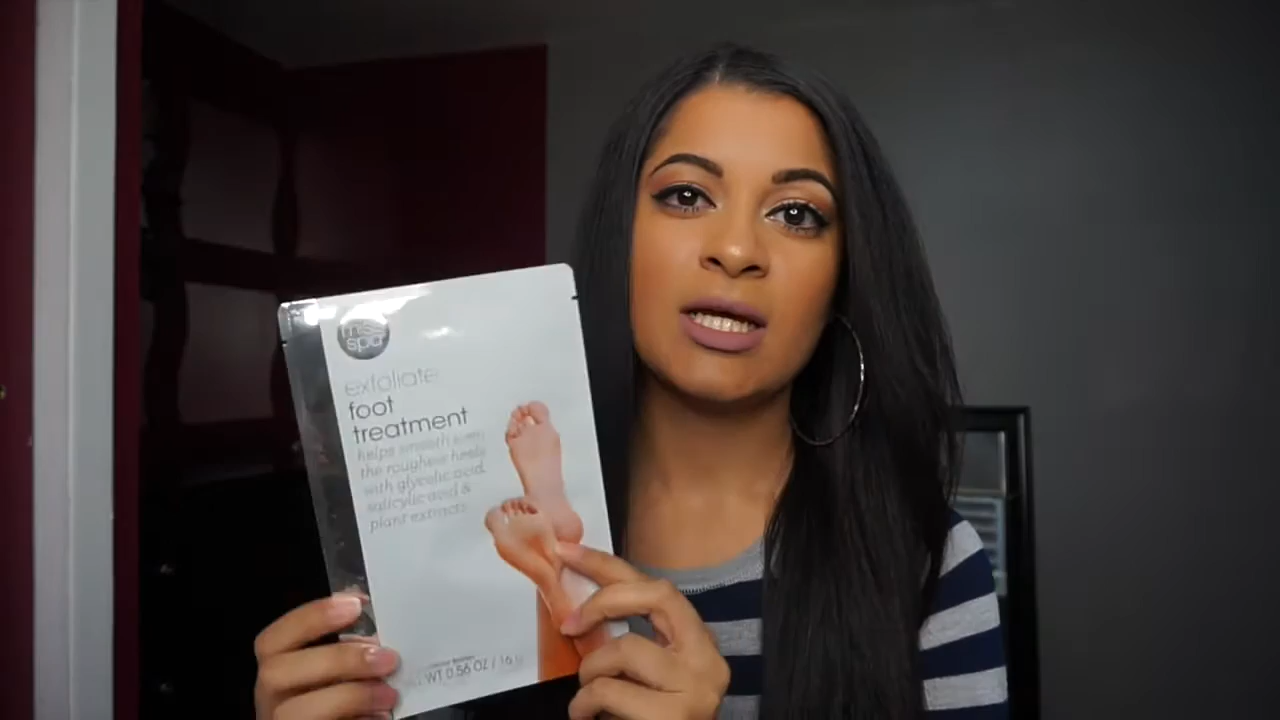 miss
spa
exfoliate
foot
treatment
helps smooth even
the roughest heels
with glycolic acid,
salicylic acid &
plant extracts
WT 0.56 OZ / 16